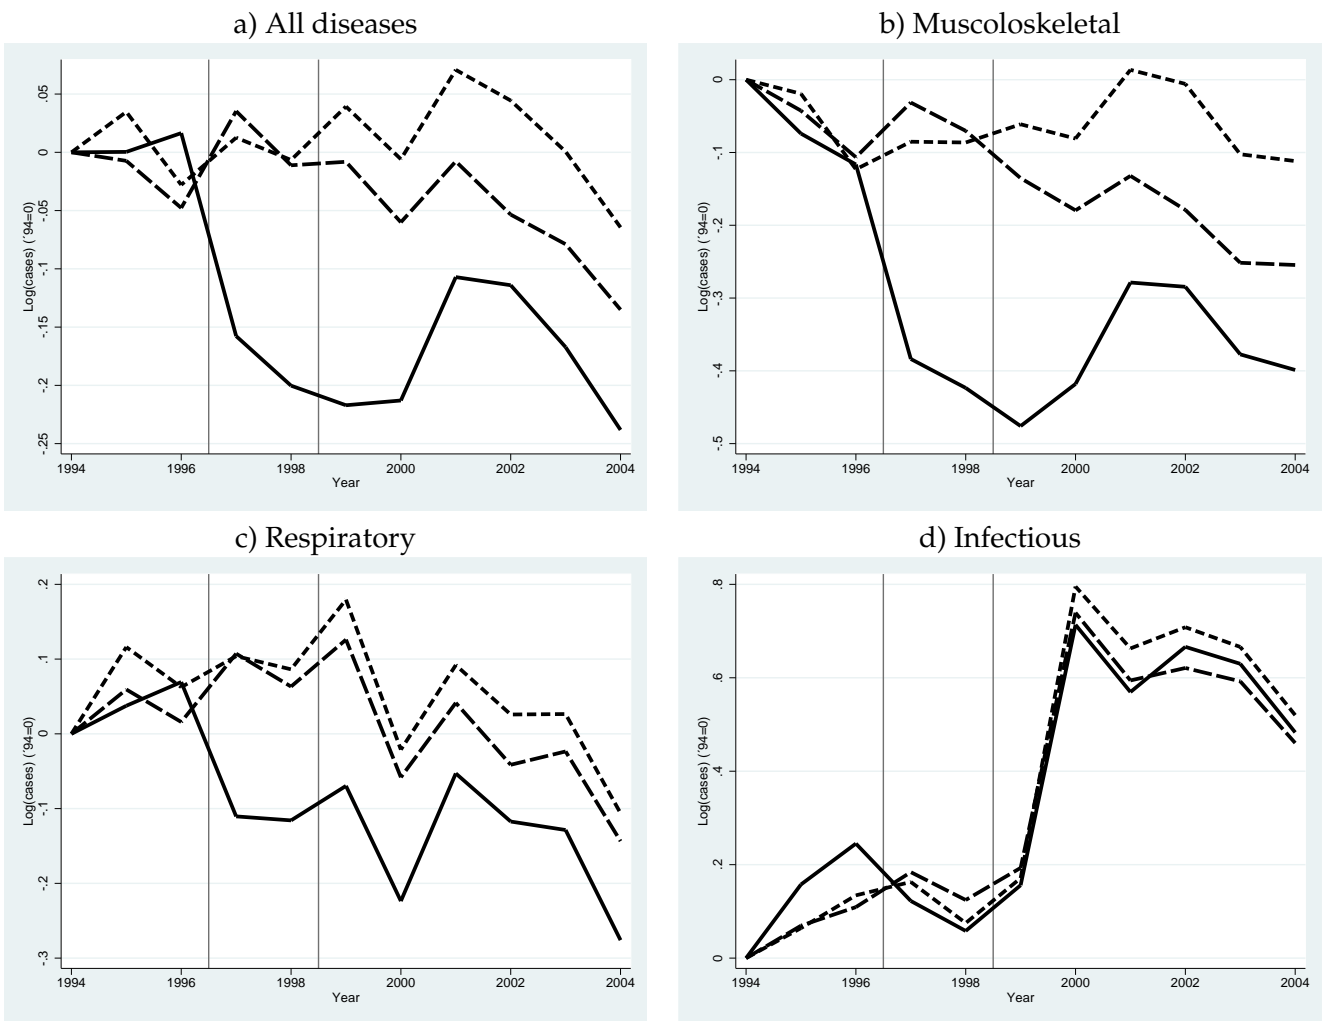 a) All diseases
.05
0
-.05
-.1
-.15
-.2
-.25
Log(cases) (´94=0)
1994 1996 1998 2000 2002 2004
Year
b) Muscoloskeletal
0
-.1
-.2
-.3
-.4
-.5
Log(cases) (´94=0)
1994 1996 1998 2000 2002 2004
Year
c) Respiratory
.2
.1
0
-.1
-.2
-.3
Log(cases) (´94=0)
1994 1996 1998 2000 2002 2004
Year
d) Infectious
.8
.6
.4
.2
0
Log(cases) (´94=0)
1994 1996 1998 2000 2002 2004
Year